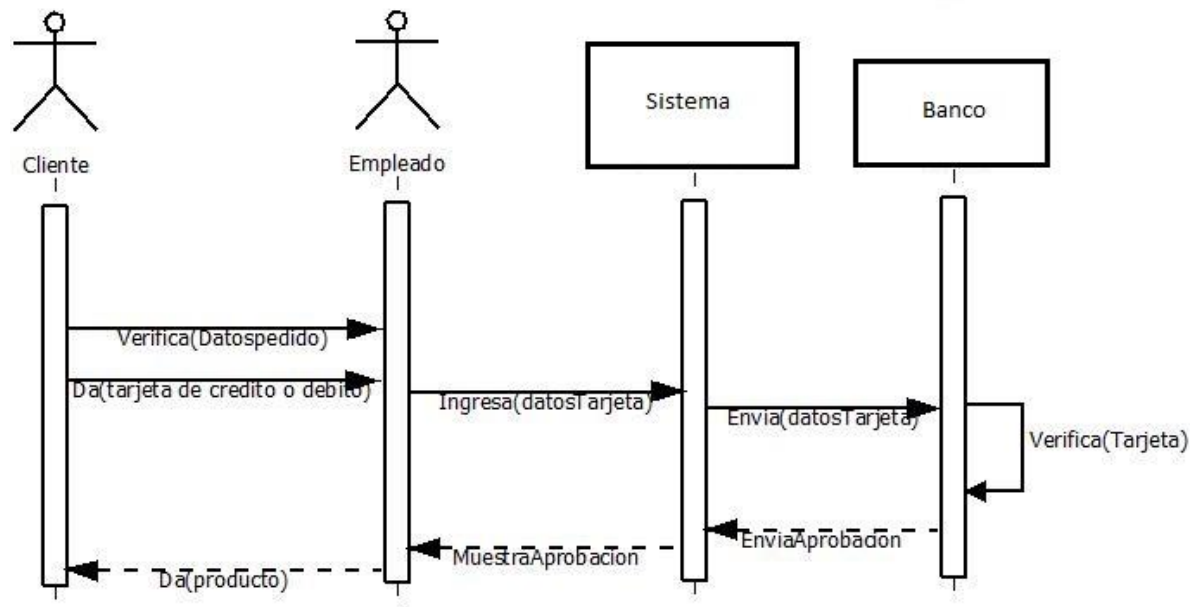 Cliente
Empleado
Sistema
Banco
Verifica(Datospedido)
Da(tarjeta de credito o debito)
Ingresa(datosTarjeta)
Envia(datosTarjeta)
Verifica(Tarjeta)
EnviaAprobacion
MuestraAprobacion
Da(producto)